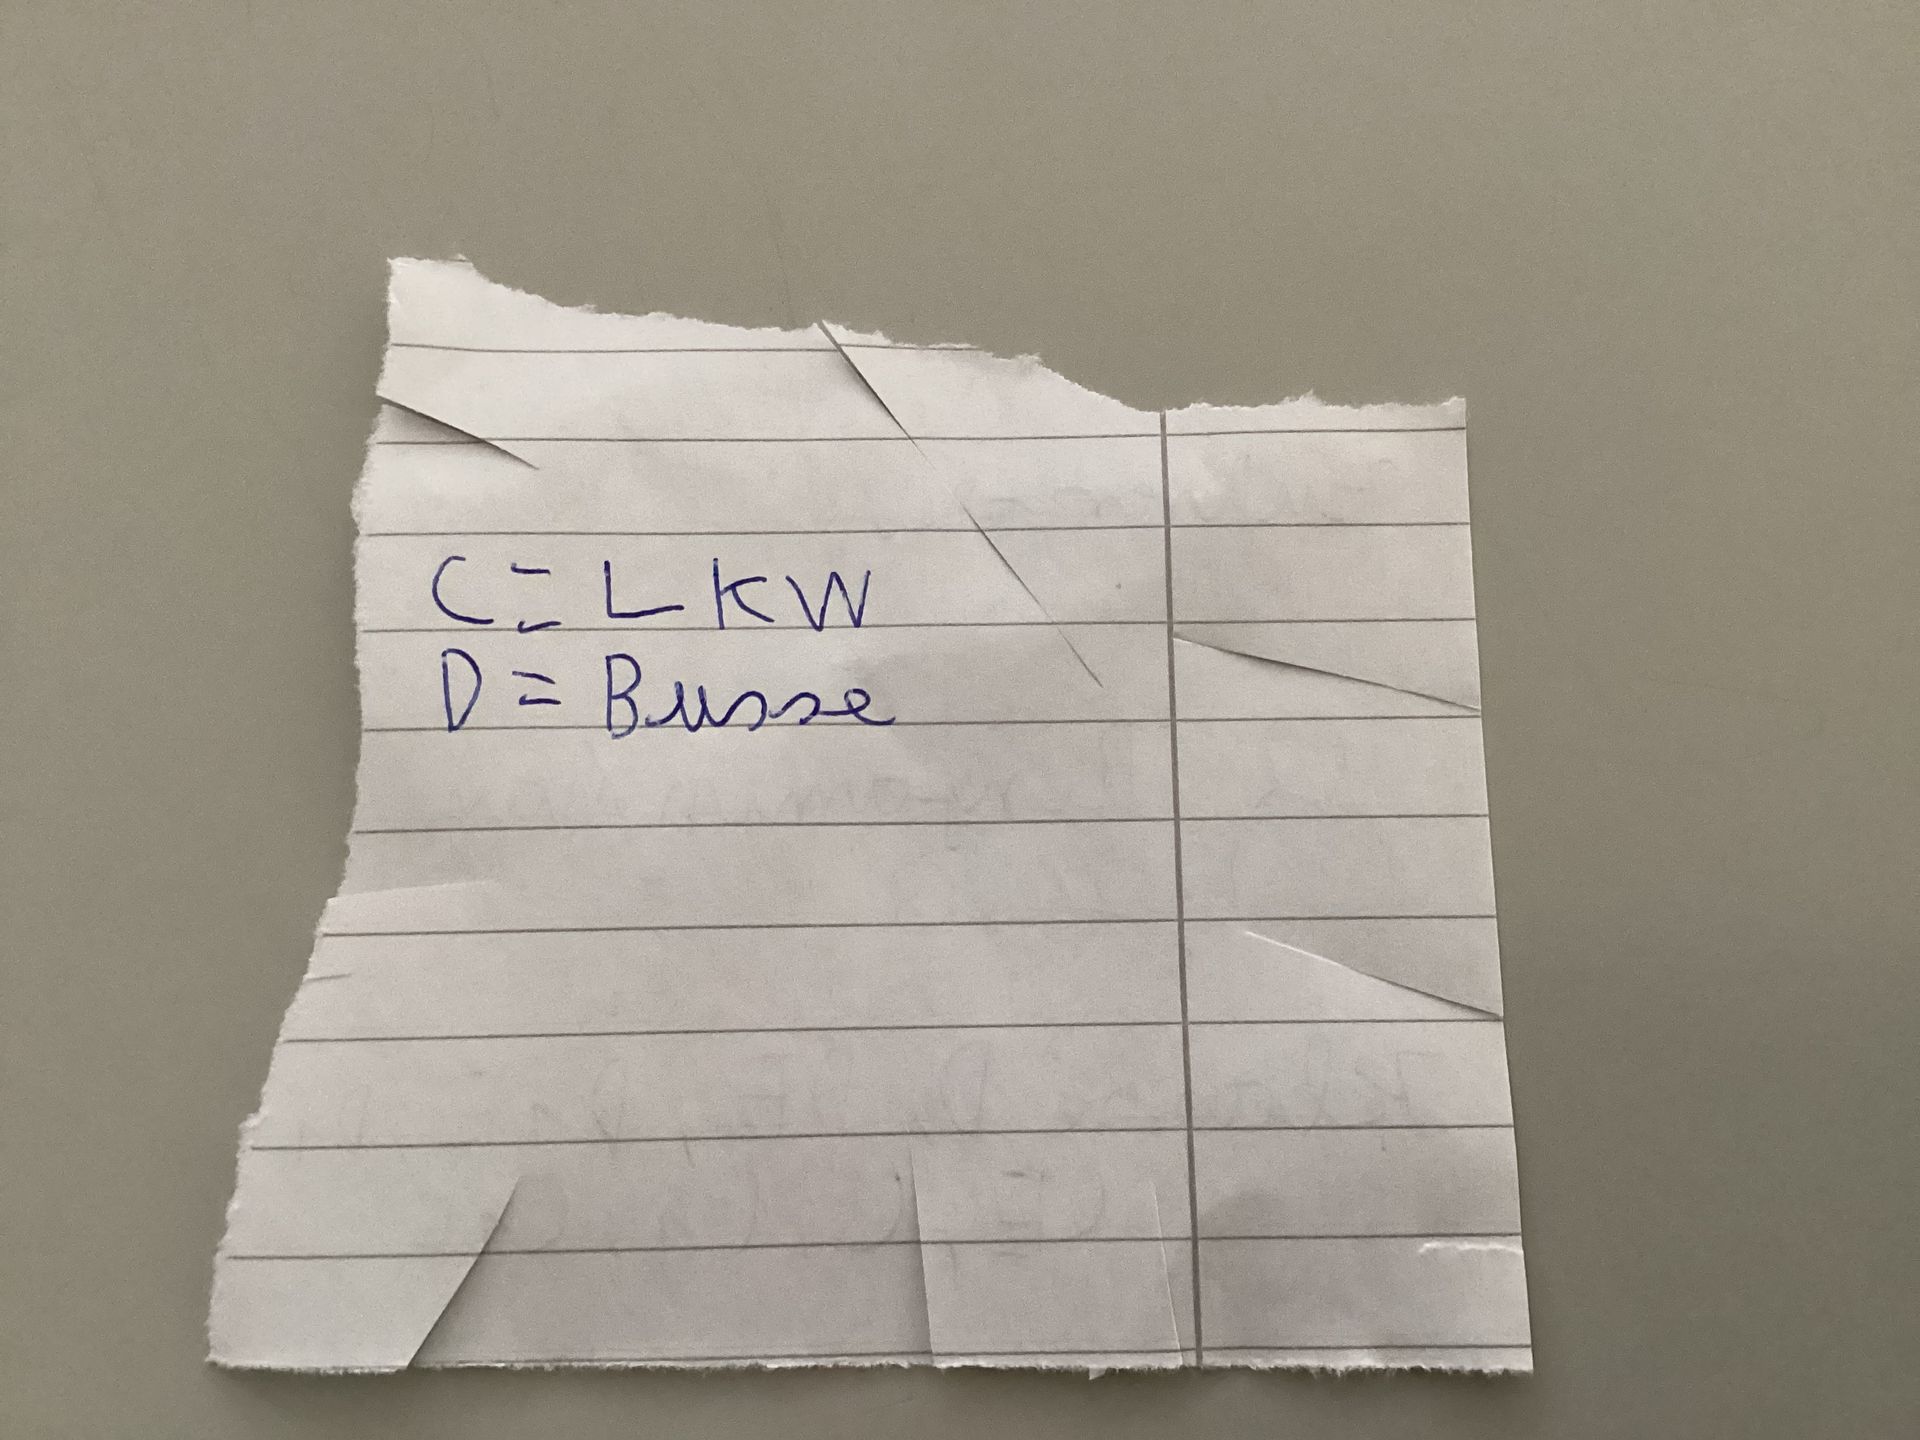 C = LKW
D = Busse